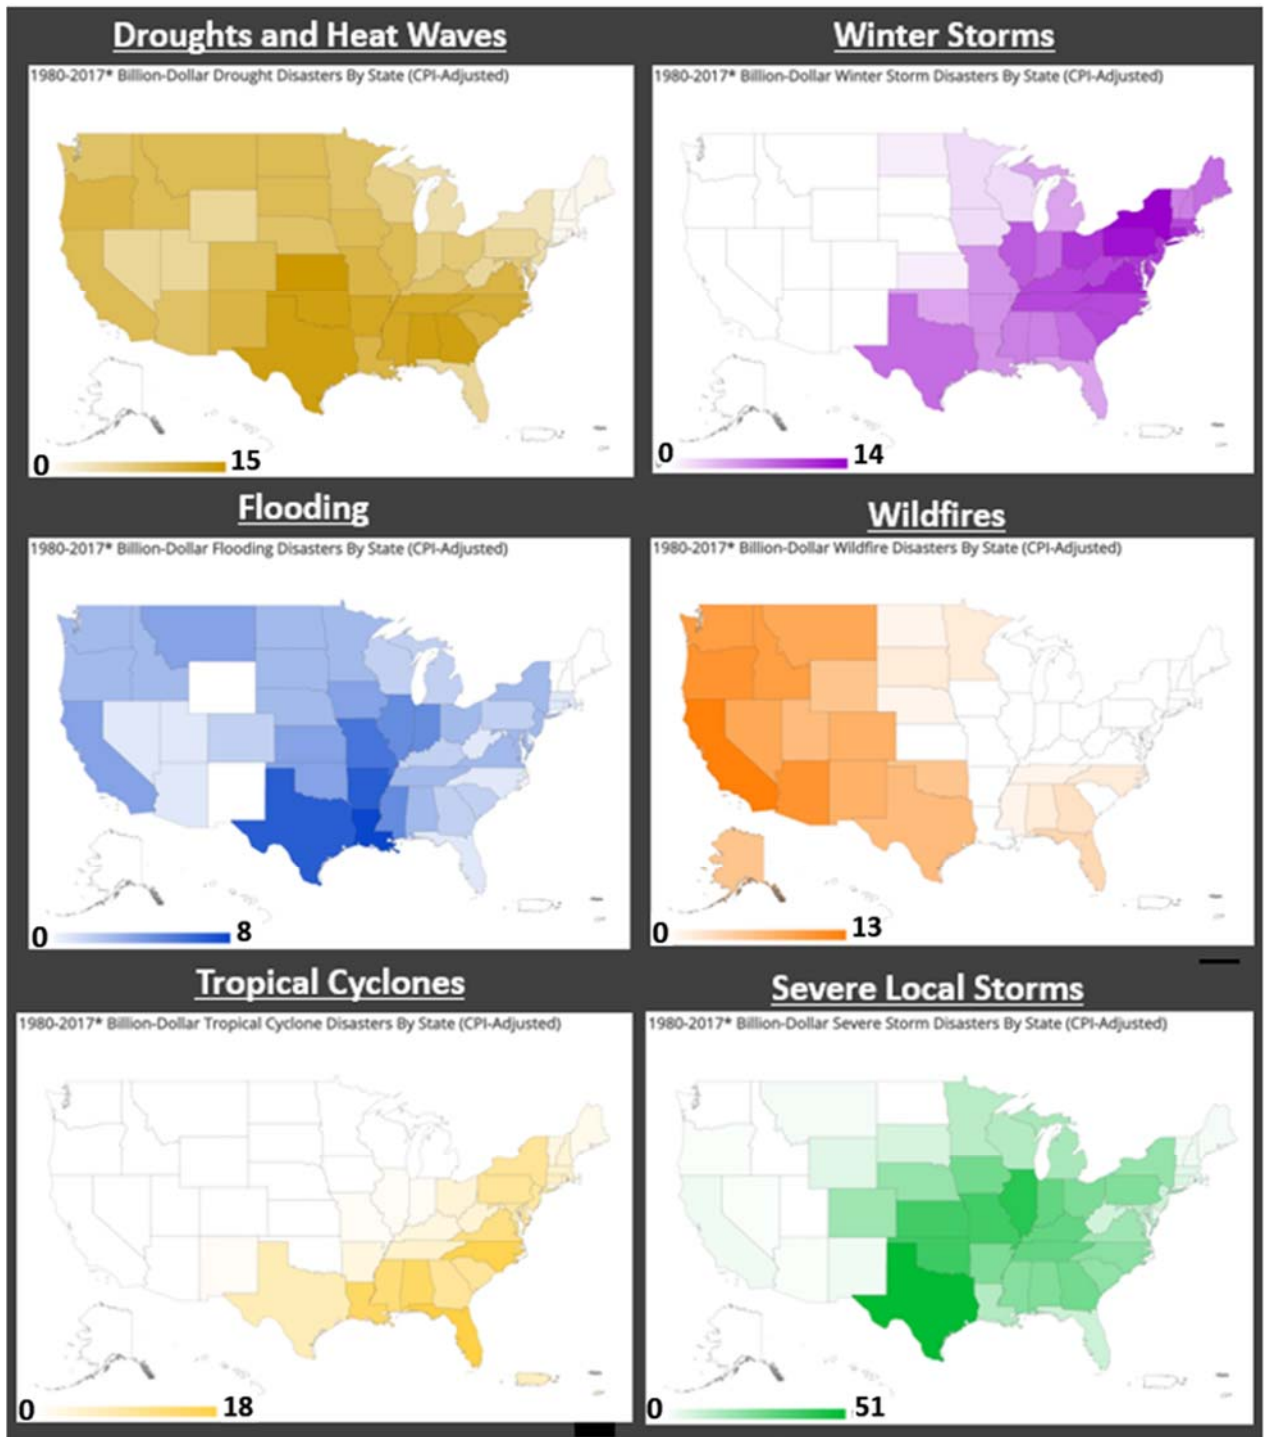 Droughts and Heat Waves
1980-2017* Billion-Dollar Drought Disasters By State (CPI-Adjusted)
0 15
Winter Storms
1980-2017* Billion-Dollar Winter Storm Disasters By State (CPI-Adjusted)
0 14
Flooding
1980-2017* Billion-Dollar Flooding Disasters By State (CPI-Adjusted)
0 8
Wildfires
1980-2017* Billion-Dollar Wildfire Disasters By State (CPI-Adjusted)
0 13
Tropical Cyclones
1980-2017* Billion-Dollar Tropical Cyclone Disasters By State (CPI-Adjusted)
0 18
Severe Local Storms
1980-2017* Billion-Dollar Severe Storm Disasters By State (CPI-Adjusted)
0 51